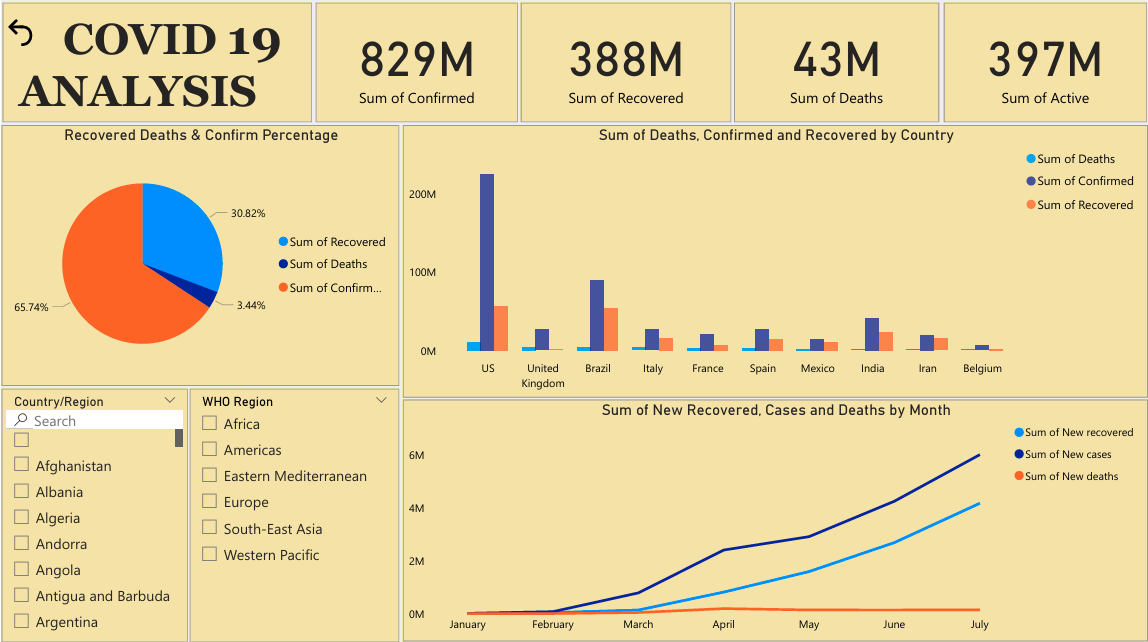 COVID 19
ANALYSIS
829M
Sum of Confirmed
388M
Sum of Recovered
43M
Sum of Deaths
397M
Sum of Active
Recovered Deaths & Confirm Percentage
30.82%
3.44%
65.74%
Sum of Recovered
Sum of Deaths
Sum of Confirm...
Sum of Deaths, Confirmed and Recovered by Country
200M
100M
0M
US
United
Kingdom
Brazil
Italy
France
Spain
Mexico
India
Iran
Belgium
Sum of Deaths
Sum of Confirmed
Sum of Recovered
Country/Region
Search
Afghanistan
Albania
Algeria
Andorra
Angola
Antigua and Barbuda
Argentina
WHO Region
Africa
Americas
Eastern Mediterranean
Europe
South-East Asia
Western Pacific
Sum of New Recovered, Cases and Deaths by Month
6M
4M
2M
0M
January
February
March
April
May
June
July
Sum of New recovered
Sum of New cases
Sum of New deaths